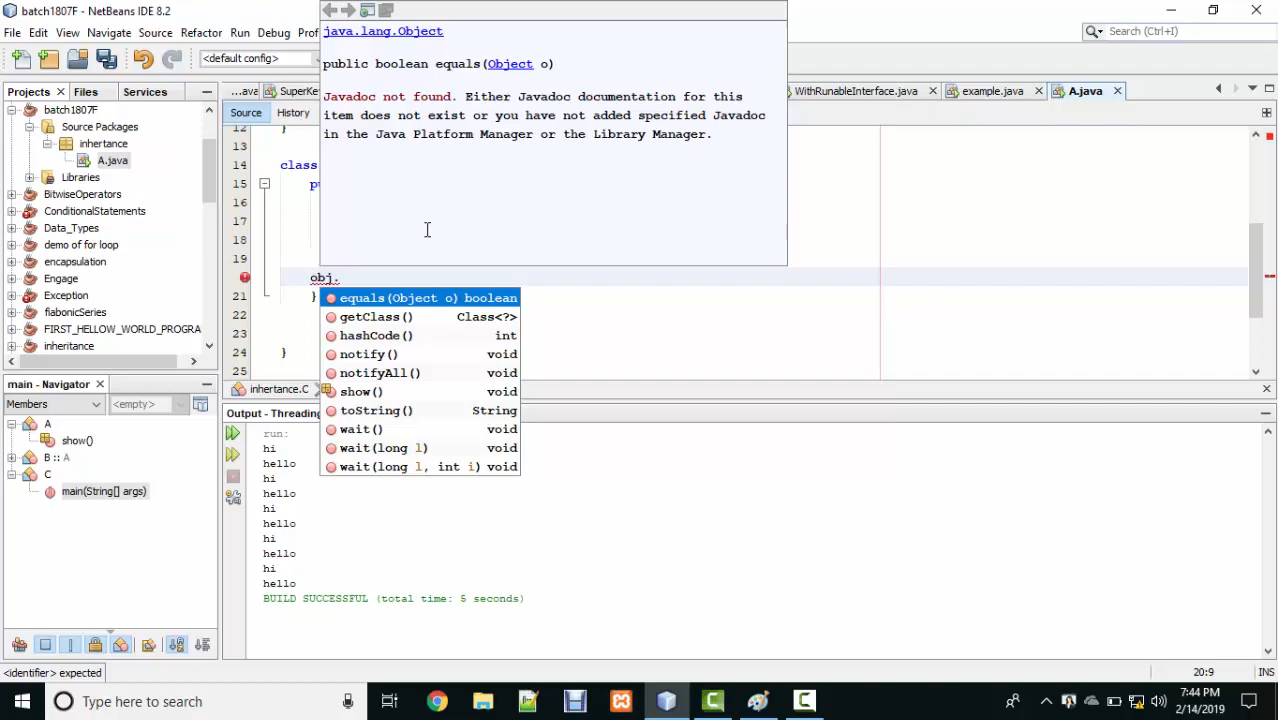 batch1807F - NetBeans IDE 8.2
File Edit View Navigate Source Refactor Run Debug Prof
Search (Ctrl+I)
<default config>
java.lang.Object
public boolean equals(Object o)
Javadoc not found. Either Javadoc documentation for this
item does not exist or you have not added specified Javadoc
in the Java Platform Manager or the Library Manager.
Projects Files Services
...java SuperKe WithRunableInterface.java example.java A.java
Source History
batch1807F
Source Packages
inhertance
A.java
Libraries
BitwiseOperators
ConditionalStatements
Data_Types
demo of for loop
encapsulation
Engage
Exception
fiabonicSeries
FIRST_HELLOW_WORLD_PROGRA
inheritance
12 }
13
14 class
15 pu
16
17
18
19
obj.
21 }
22
23
24 }
25
equals(Object o) boolean
getClass() Class<?>
hashCode() int
notify() void
notifyAll() void
show() void
toString() String
wait() void
wait(long l) void
wait(long l, int i) void
inhertance.C
main - Navigator
Members <empty>
A
show()
B :: A
C
main(String[] args)
Output - Threading
run:
hi
hello
hi
hello
hi
hello
hi
hello
hi
hello
BUILD SUCCESSFUL (total time: 5 seconds)
<identifier> expected
20:9 INS
Type here to search
7:44 PM
2/14/2019